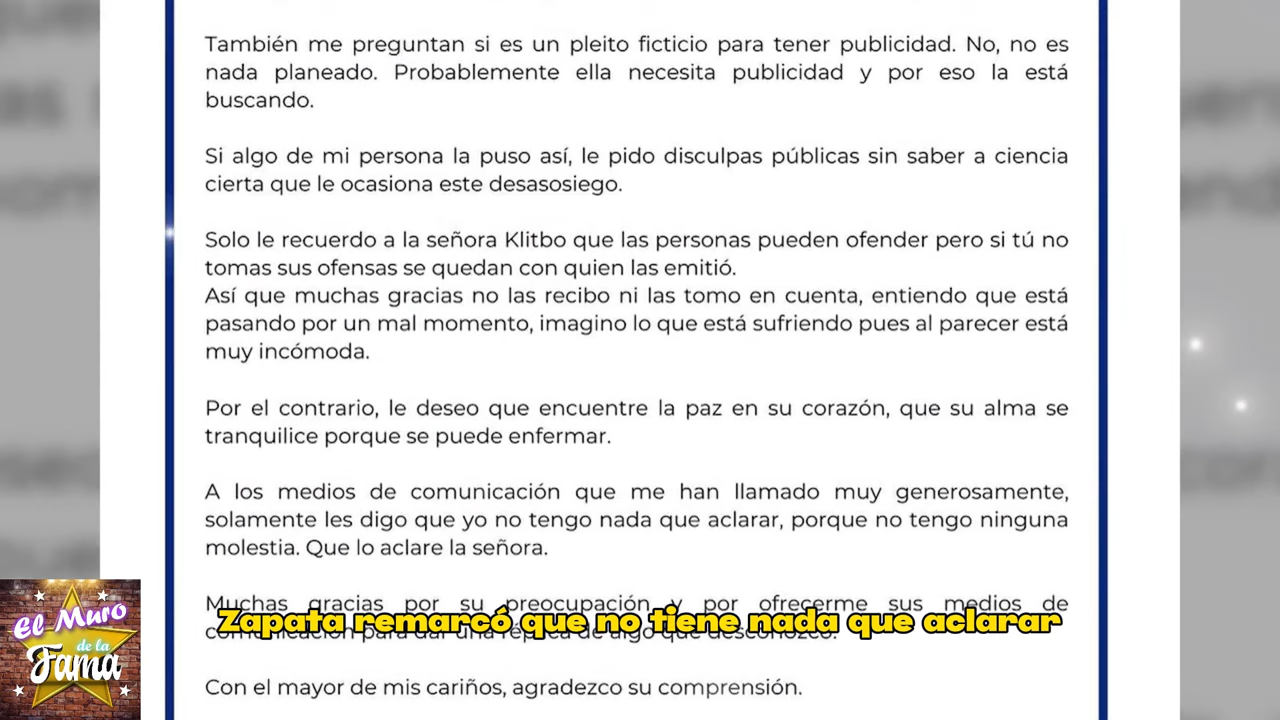 También me preguntan si es un pleito ficticio para tener publicidad. No, no es
nada planeado. Probablemente ella necesita publicidad y por eso la está
buscando.
Si algo de mi persona la puso así, le pido disculpas públicas sin saber a ciencia
cierta que le ocasiona este desasosiego.
Solo le recuerdo a la señora Klitbo que las personas pueden ofender pero si tú no
tomas sus ofensas se quedan con quien las emitió.
Así que muchas gracias no las recibo ni las tomo en cuenta, entiendo que está
pasando por un mal momento, imagino lo que está sufriendo pues al parecer está
muy incómoda.
Por el contrario, le deseo que encuentre la paz en su corazón, que su alma se
tranquilice porque se puede enfermar.
A los medios de comunicación que me han llamado muy generosamente,
solamente les digo que yo no tengo nada que aclarar, porque no tengo ninguna
molestia. Que lo aclare la señora.
Muchas gracias por su preocupación y por ofrecerme sus medios de
comunicación para dar una réplica de algo que desconozco.
Zapata remarcó que no tiene nada que aclarar
Con el mayor de mis cariños, agradezco su comprensión.
El Muro
de la
Fama